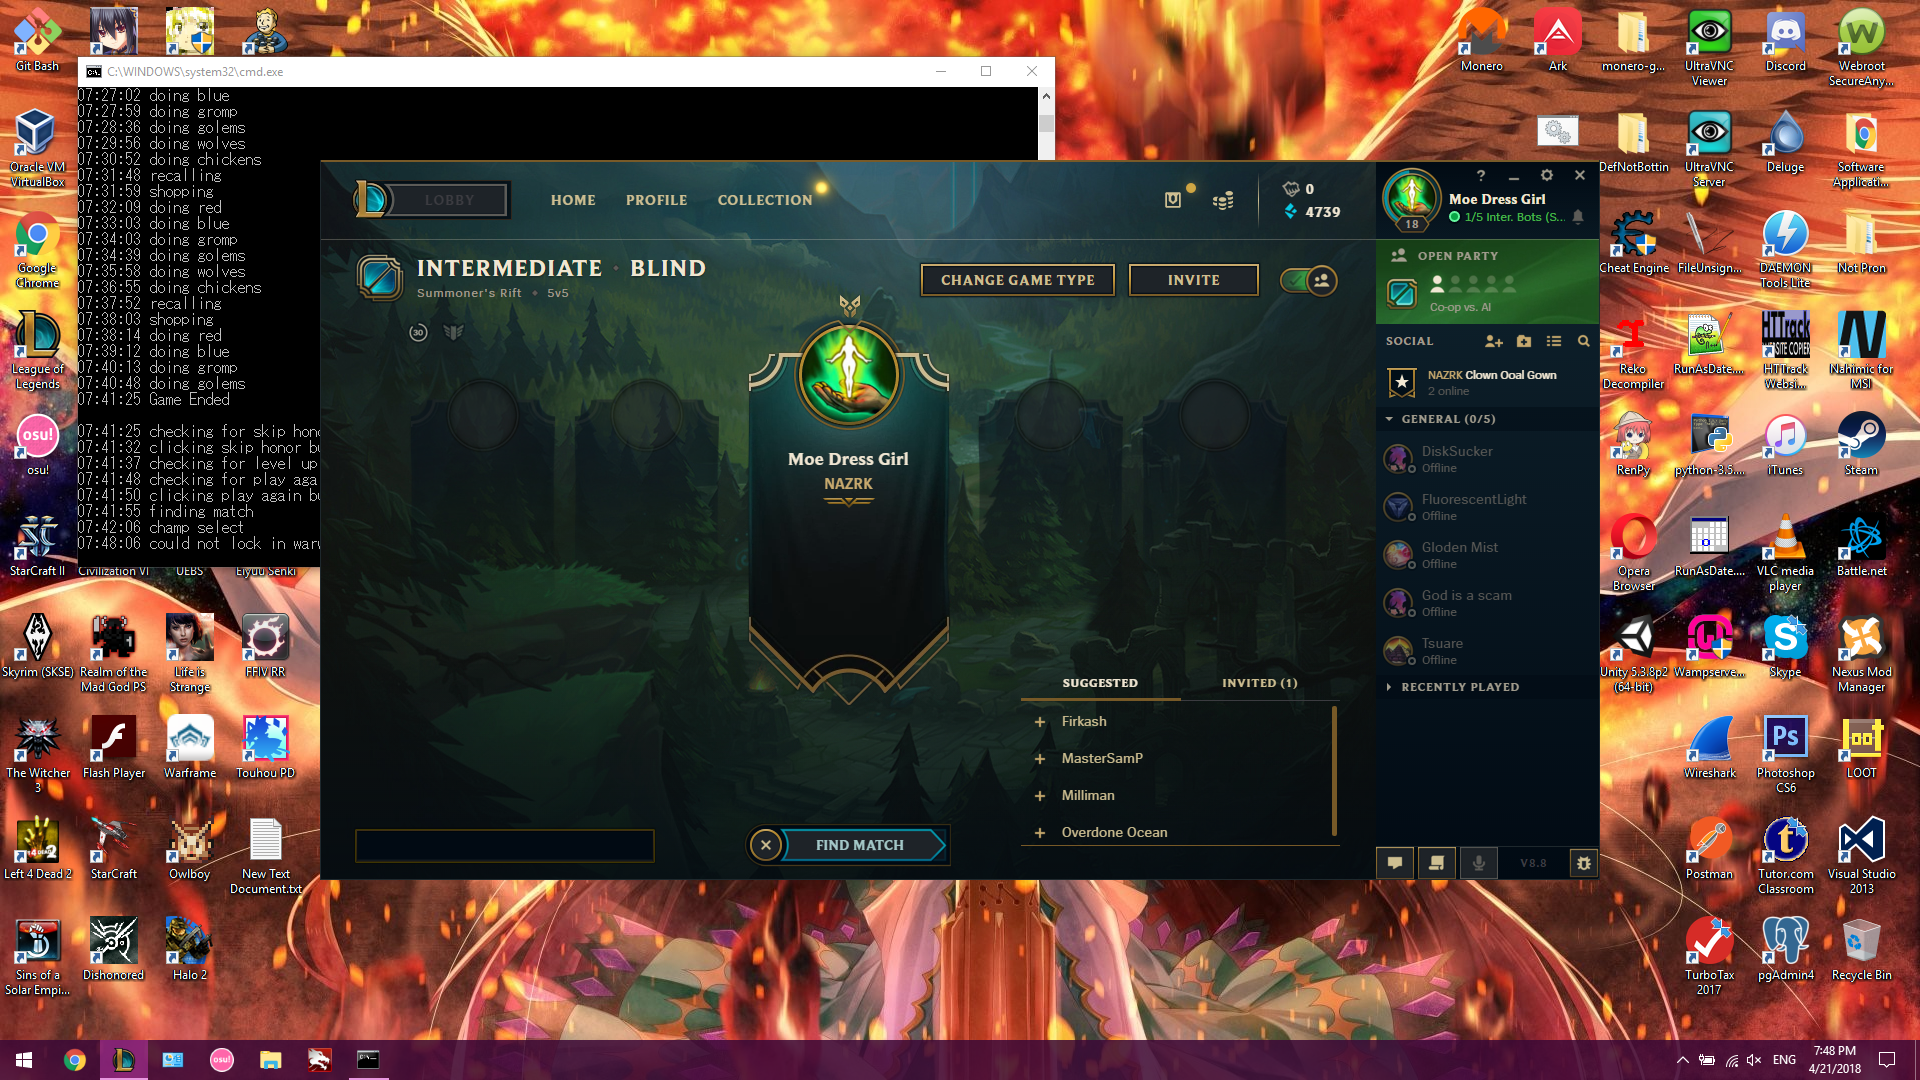 Git Bash
C:\WINDOWS\system32\cmd.exe
07:27:02 doing blue
07:27:59 doing gromp
07:28:36 doing golems
07:29:56 doing wolves
07:30:52 doing chickens
07:31:48 recalling
07:31:59 shopping
07:32:09 doing red
07:33:03 doing blue
07:34:03 doing gromp
07:34:39 doing golems
07:35:58 doing wolves
07:36:55 doing chickens
07:37:52 recalling
07:38:03 shopping
07:38:14 doing red
07:39:12 doing blue
07:40:13 doing gromp
07:40:48 doing golems
07:41:25 Game Ended
07:41:25 checking for skip hono
07:41:32 clicking skip honor bu
07:41:37 checking for level up
07:41:48 checking for play aga
07:41:50 clicking play again bu
07:41:55 finding match
07:42:06 champ select
07:48:06 could not lock in warw
Oracle VM
VirtualBox
Google
Chrome
League of
Legends
osu!
osu!
StarCraft II
Civilization VI
UEBS
Eiyuu Senki
Skyrim (SKSE)
Realm of the
Mad God PS
Life is
Strange
FFIV RR
The Witcher
3
Flash Player
Warframe
Touhou PD
Left 4 Dead 2
StarCraft
Owlboy
New Text
Document.txt
Sins of a
Solar Empi...
Dishonored
Halo 2
LOBBY
HOME
PROFILE
COLLECTION
0
4739
INTERMEDIATE · BLIND
Summoner's Rift • 5v5
30
CHANGE GAME TYPE
INVITE
Moe Dress Girl
NAZRK
SUGGESTED
INVITED (1)
+ Firkash
+ MasterSamP
+ Milliman
+ Overdone Ocean
FIND MATCH
?
Moe Dress Girl
1/5 Inter. Bots (S...
18
OPEN PARTY
Co-op vs. AI
SOCIAL
NAZRK Clown Ooal Gown
2 online
GENERAL (0/5)
DiskSucker
Offline
FluorescentLight
Offline
Gloden Mist
Offline
God is a scam
Offline
Tsuare
Offline
RECENTLY PLAYED
V8.8
Monero
Ark
monero-g...
UltraVNC
Viewer
Discord
Webroot
SecureAny...
DefNotBottin
UltraVNC
Server
Deluge
Software
Applicati...
Cheat Engine
FileUnsign...
DAEMON
Tools Lite
Not Pron
Reko
Decompiler
RunAsDate....
HTTrack
WEBSITE COPIER
HTTrack
Websi...
Nahimic for
MSI
RenPy
python-3.5....
iTunes
Steam
Opera
Browser
RunAsDate....
VLC media
player
Battle.net
Unity 5.3.8p2
(64-bit)
Wampserve...
Skype
Nexus Mod
Manager
Wireshark
Ps
Photoshop
CS6
LOOT
Postman
Tutor.com
Classroom
Visual Studio
2013
TurboTax
2017
pgAdmin4
Recycle Bin
osu!
ENG
7:48 PM
4/21/2018